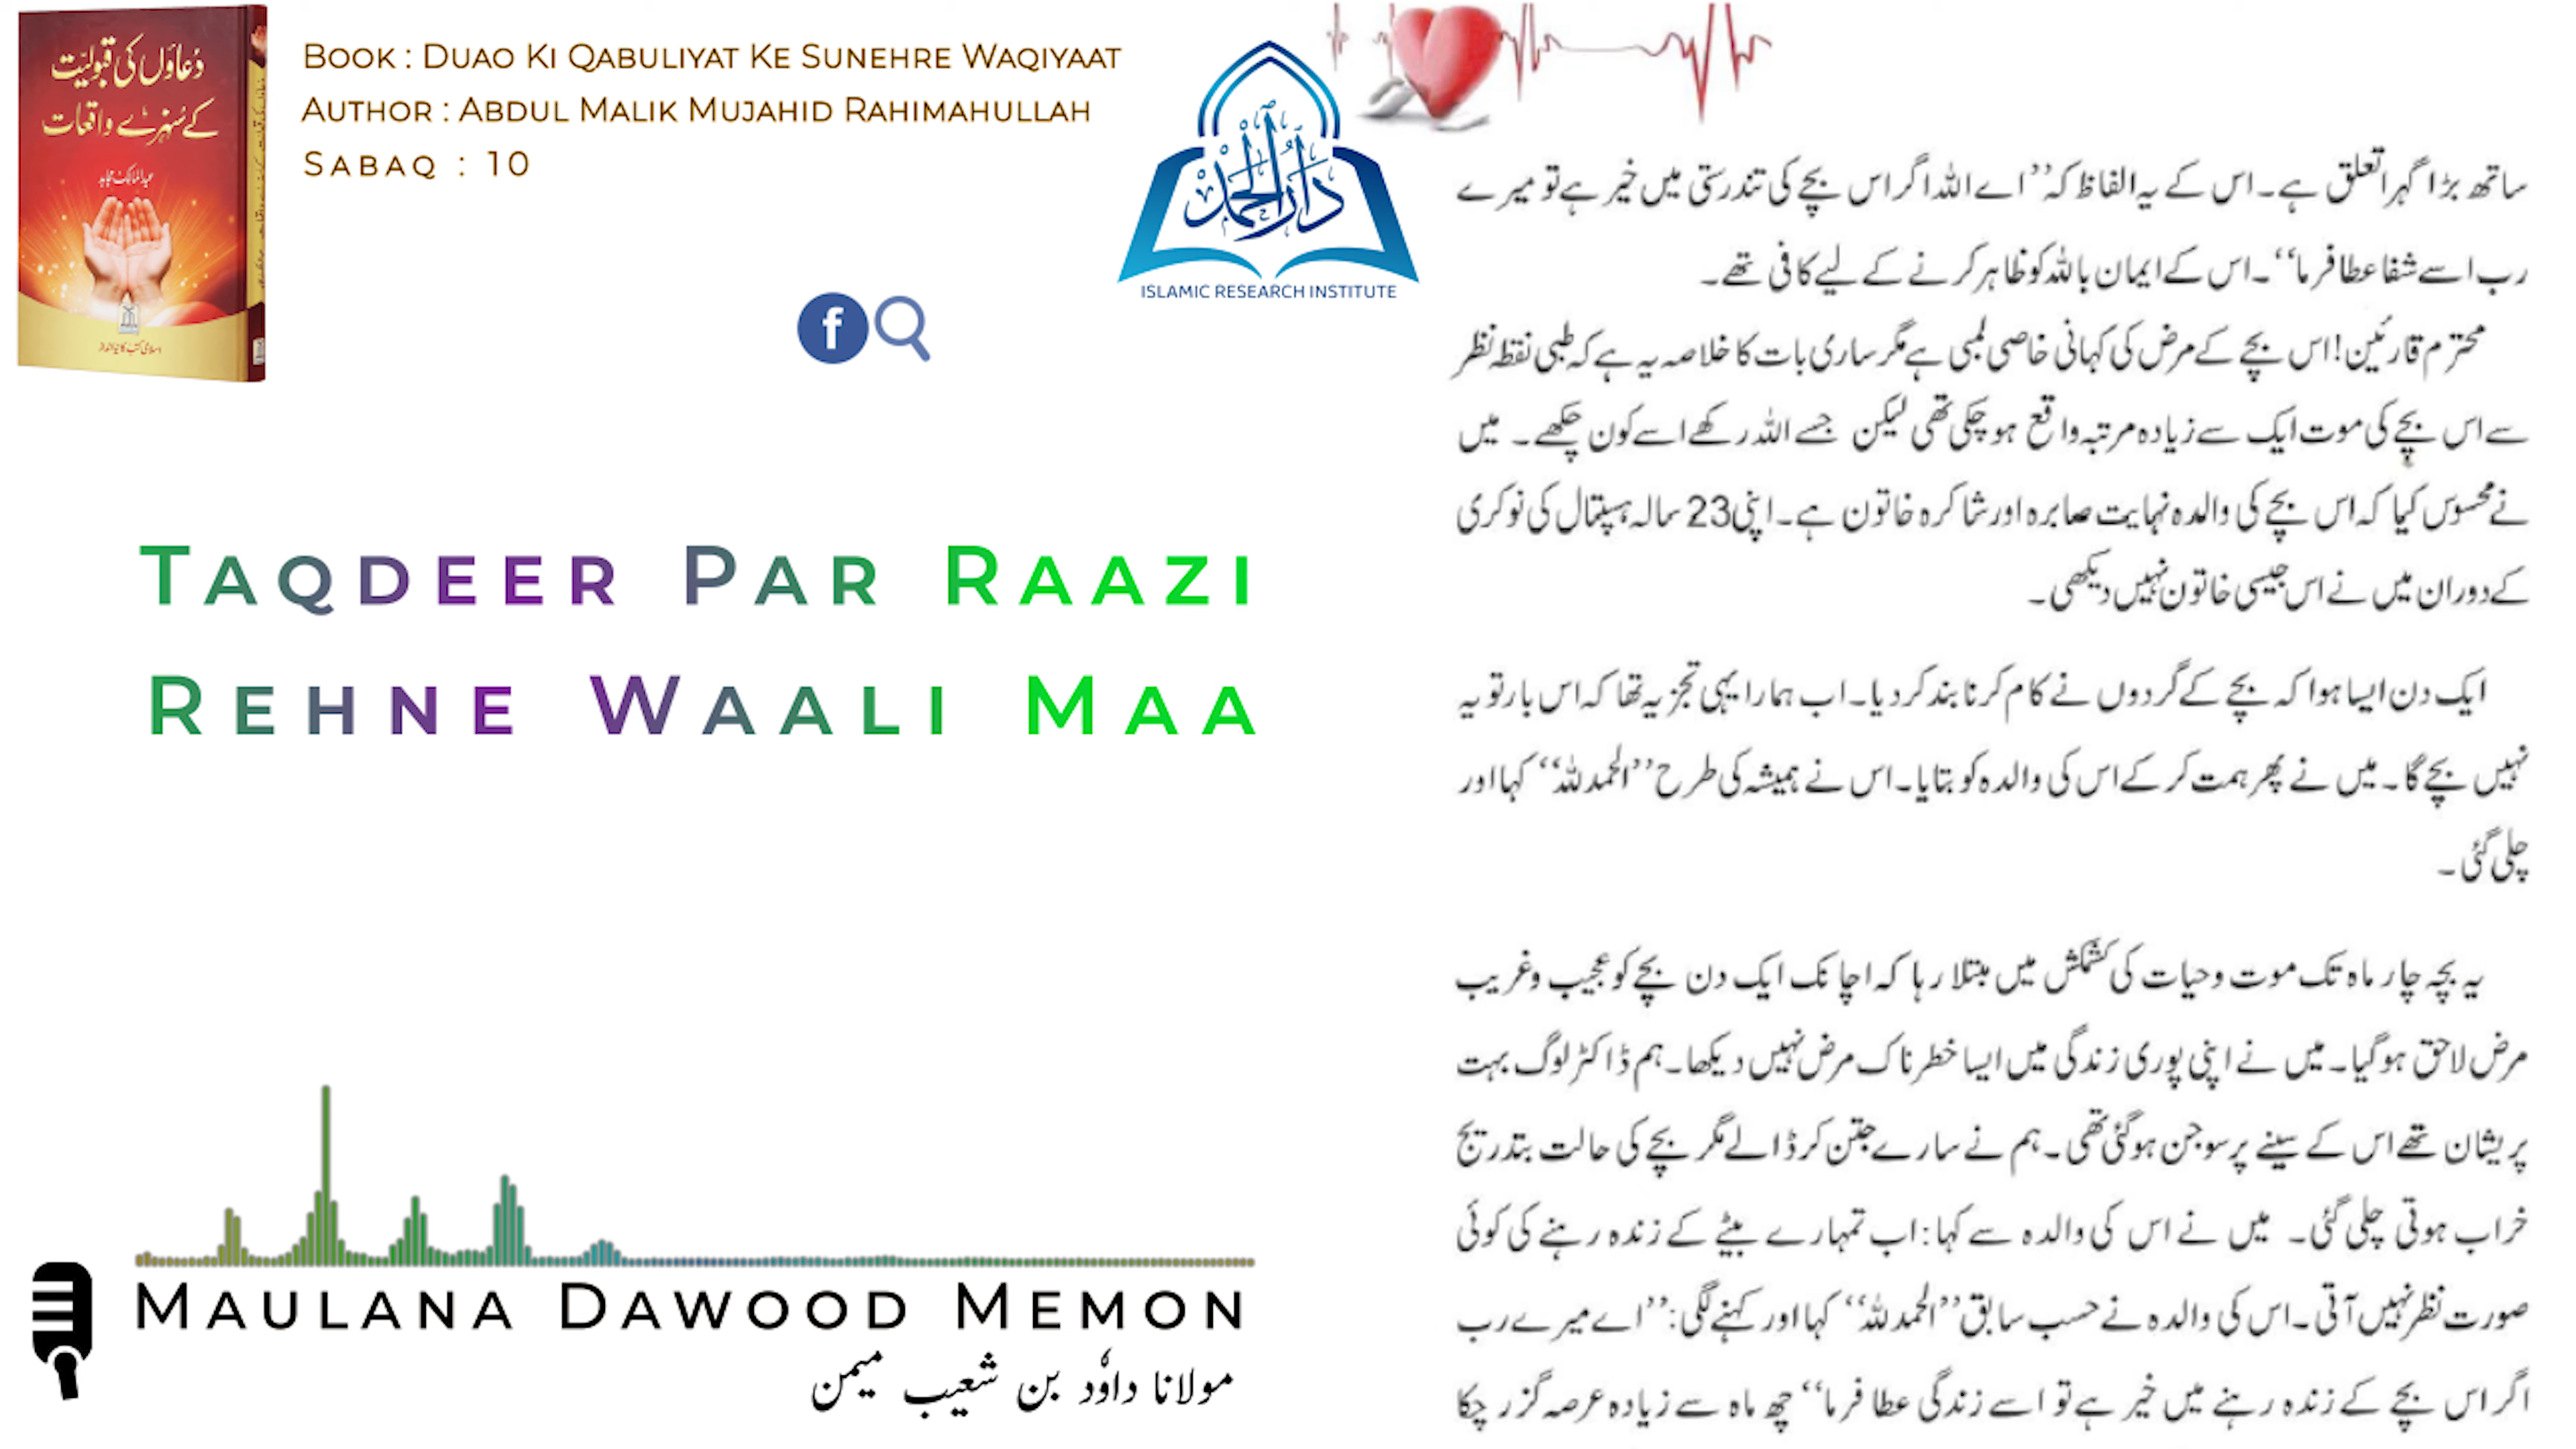 دُعاؤں کی قبولیّت
کے سُنہرے واقعات
عبدالمالک مجاہد
Book : Duao Ki Qabuliyat Ke Sunehre Waqiyaat
Author : Abdul Malik Mujahid Rahimahullah
Sabaq : 10
دَارُ الْحَمْد
ISLAMIC RESEARCH INSTITUTE
f
Taqdeer Par Raazi
Rehne Waali Maa
Maulana Dawood Memon
مولانا داوٗد بن شعیب میمن
ساتھ بڑا گہرا تعلق ہے۔ اس کے یہ الفاظ کہ ’’اے اللہ اگر اس بچے کی تندرستی میں خیر ہے تو میرے
رب اسے شفا عطا فرما‘‘۔ اس کے ایمان باللہ کو ظاہر کرنے کے لیے کافی تھے۔
محترم قارئین! اس بچے کے مرض کی کہانی خاصی لمبی ہے مگر ساری بات کا خلاصہ یہ ہے کہ طبی نقطۂ نظر
سے اس بچے کی موت ایک سے زیادہ مرتبہ واقع ہو چکی تھی لیکن جسے اللہ رکھے اسے کون چکھے۔ میں
نے محسوس کیا کہ اس بچے کی والدہ نہایت صابرہ اور شاکرہ خاتون ہے۔ اپنی 23 سالہ ہسپتال کی نوکری
کے دوران میں نے اس جیسی خاتون نہیں دیکھی۔
ایک دن ایسا ہوا کہ بچے کے گردوں نے کام کرنا بند کر دیا۔ اب ہمارا یہی تجزیہ تھا کہ اس بار تو یہ
نہیں بچے گا۔ میں نے پھر ہمت کر کے اس کی والدہ کو بتایا۔ اس نے ہمیشہ کی طرح ’’الحمدللہ‘‘ کہا اور
چلی گئی۔
یہ بچہ چار ماہ تک موت و حیات کی کشمکش میں مبتلا رہا کہ اچانک ایک دن بچے کو عجیب و غریب
مرض لاحق ہو گیا۔ میں نے اپنی پوری زندگی میں ایسا خطرناک مرض نہیں دیکھا۔ ہم ڈاکٹر لوگ بہت
پریشان تھے اس کے سینے پر سوجن ہو گئی تھی۔ ہم نے سارے جتن کر ڈالے مگر بچے کی حالت بتدریج
خراب ہوتی چلی گئی۔ میں نے اس کی والدہ سے کہا: اب تمہارے بیٹے کے زندہ رہنے کی کوئی
صورت نظر نہیں آتی۔ اس کی والدہ نے حسب سابق ’’الحمدللہ‘‘ کہا اور کہنے لگی: ’’اے میرے رب
اگر اس بچے کے زندہ رہنے میں خیر ہے تو اسے زندگی عطا فرما‘‘ چھ ماہ سے زیادہ عرصہ گزر چکا